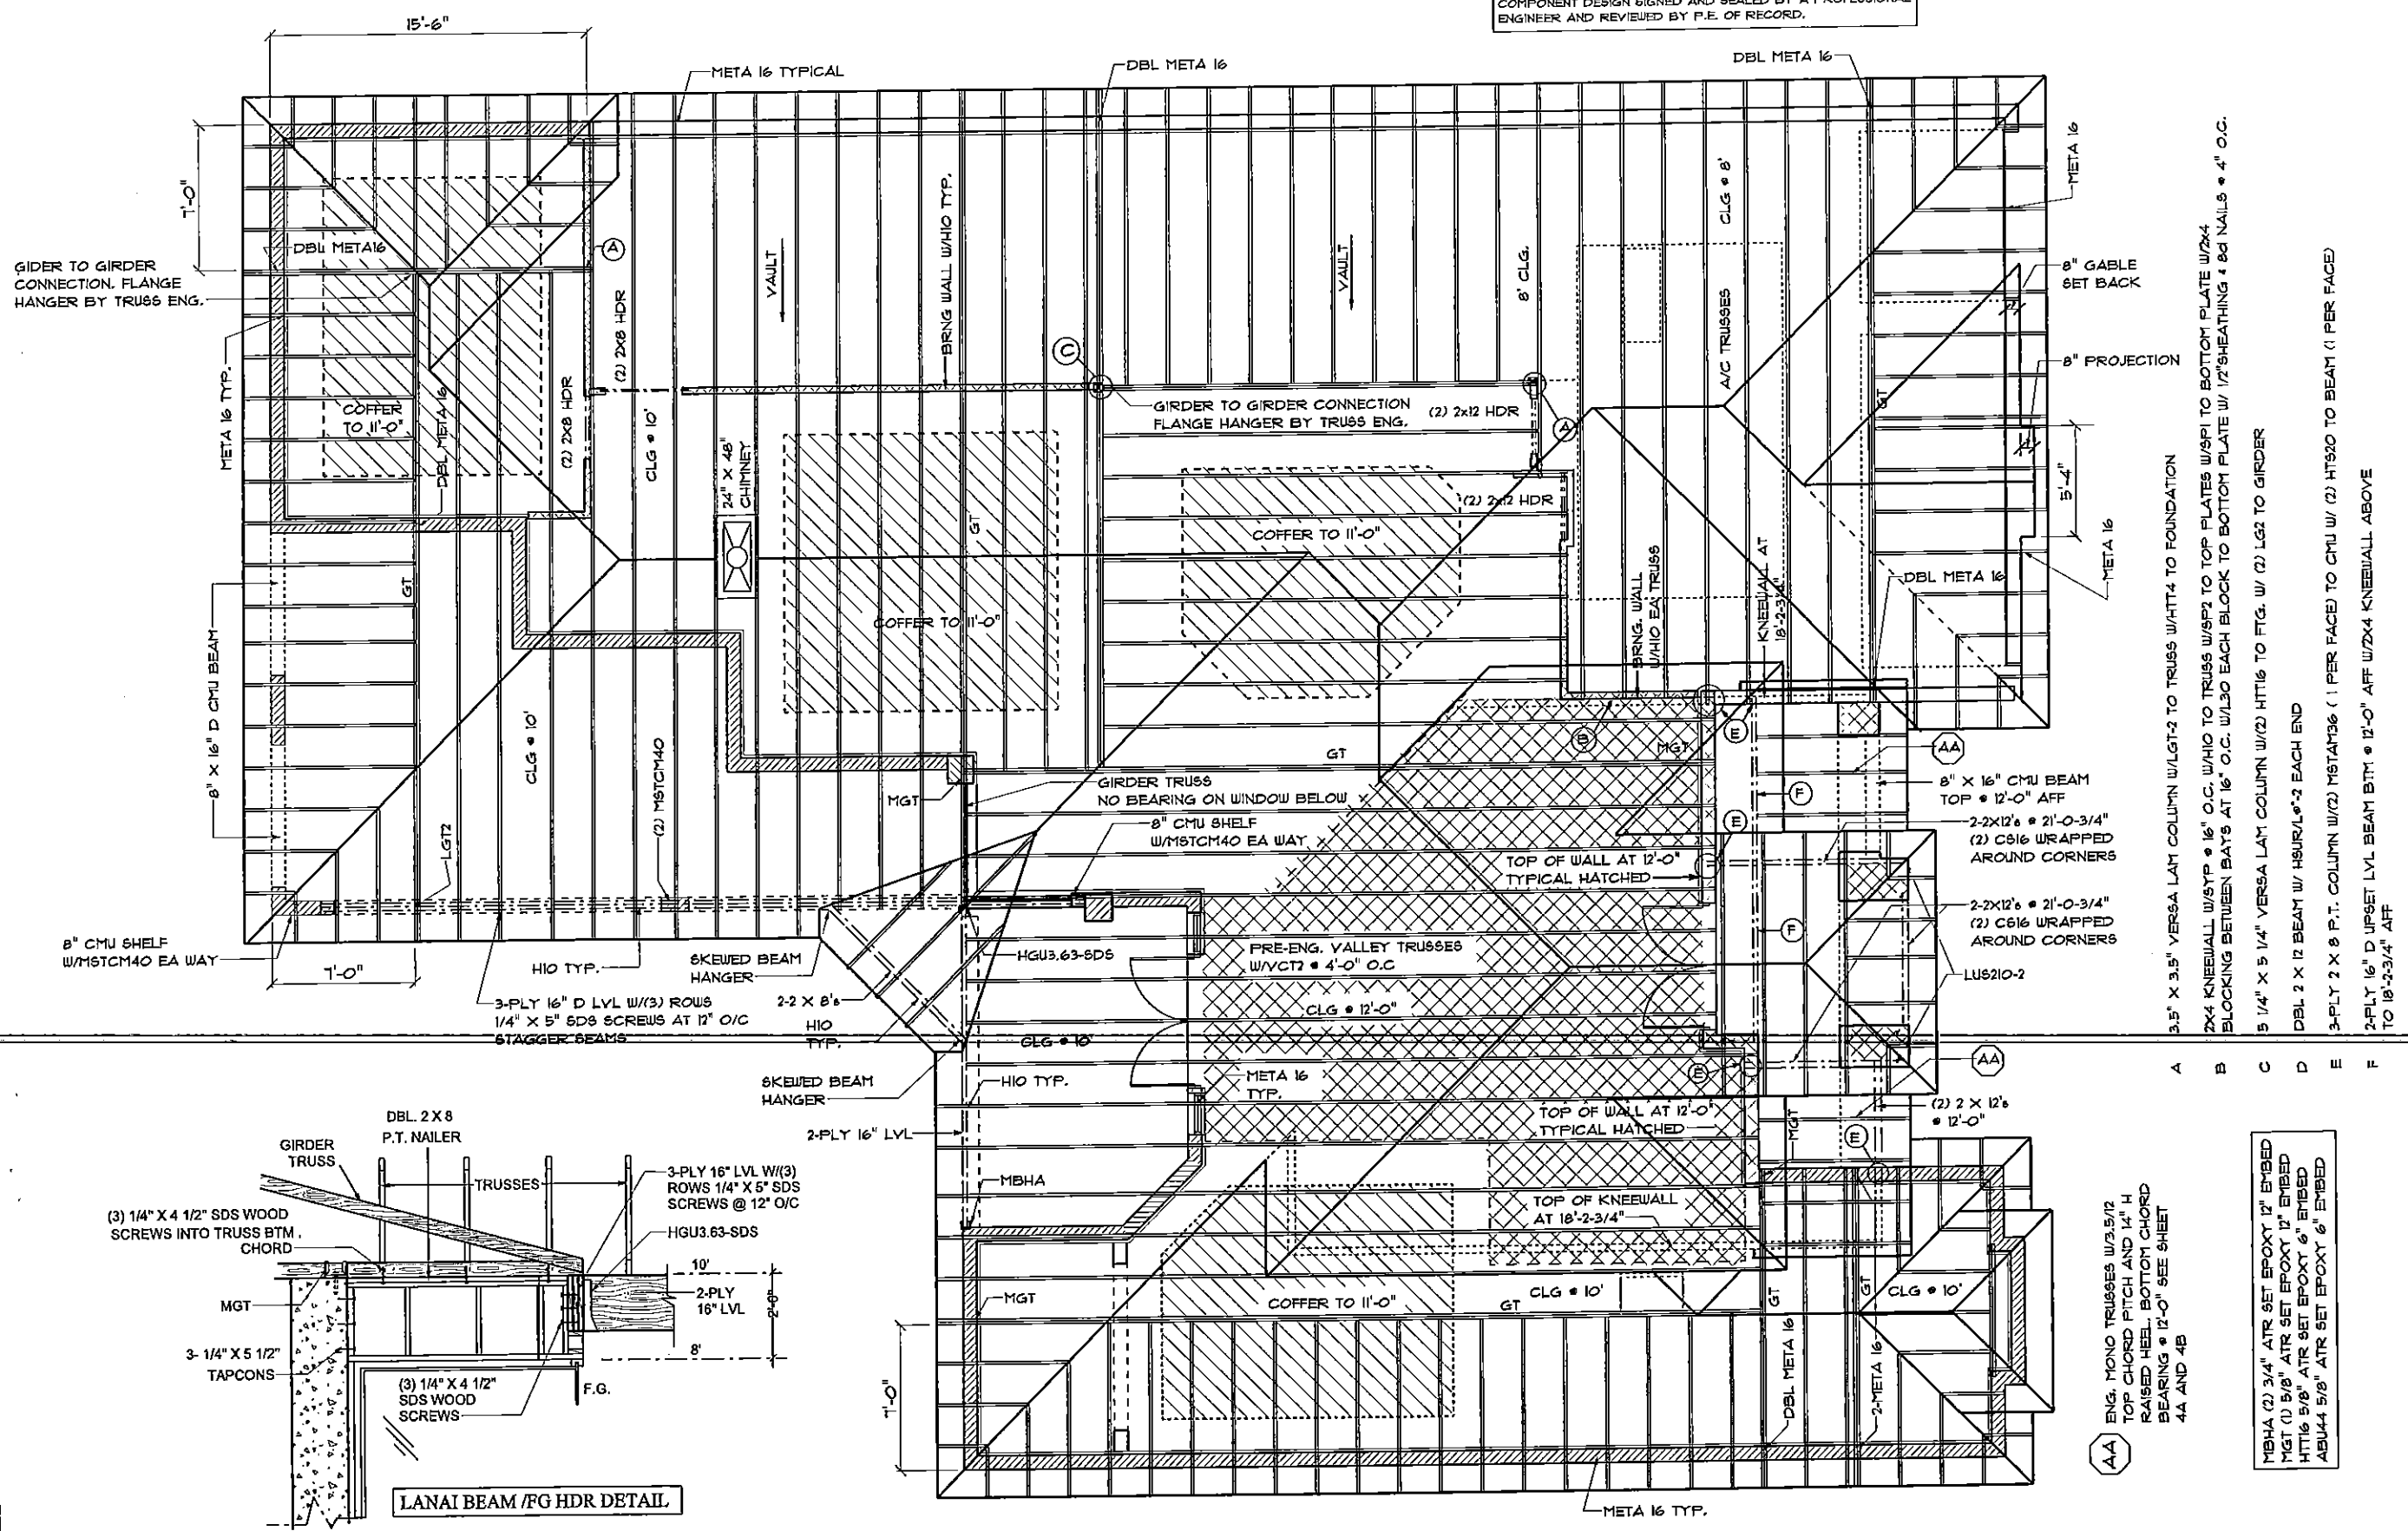 COMPONENT DESIGN SIGNED AND SEALED BY A PROFESSIONAL
ENGINEER AND REVIEWED BY P.E. OF RECORD.
15'-6"
META 16 TYPICAL
DBL META 16
DBL META 16
META 16
7'-0"
DBL META16
A
GIDER TO GIRDER
CONNECTION. FLANGE
HANGER BY TRUSS ENG.
META 16 TYP.
COFFER
TO 11'-0"
DBL META 16
(2) 2X8 HDR
(2) 2X8 HDR
CLG @ 10'
VAULT
BRNG WALL W/H10 TYP.
VAULT
8' CLG.
CLG @ 8'
A/C TRUSSES
8" GABLE
SET BACK
8" PROJECTION
GT
5'-4"
META 16
C
GIRDER TO GIRDER CONNECTION
FLANGE HANGER BY TRUSS ENG.
(2) 2x12 HDR
A
24" X 48"
CHIMNEY
GT
COFFER TO 11'-0"
(2) 2x12 HDR
COFFER TO 11'-0"
BRNG. WALL
W/H10 EA TRUSS
KNEEWALL AT
18'-2-3/4"
DBL META 16
GT
8" X 16" D CMU BEAM
CLG @ 10'
(2) MSTCM40
LGT2
GT
B
MGT
E
AA
8" X 16" CMU BEAM
TOP @ 12'-0" AFF
F
E
MGT
GIRDER TRUSS
NO BEARING ON WINDOW BELOW
8" CMU SHELF
W/MSTCM40 EA WAY
2-2X12's @ 21'-0-3/4"
(2) CS16 WRAPPED
AROUND CORNERS
TOP OF WALL AT 12'-0"
TYPICAL HATCHED
2-2X12's @ 21'-0-3/4"
(2) CS16 WRAPPED
AROUND CORNERS
F
LUS210-2
8" CMU SHELF
W/MSTCM40 EA WAY
7'-0"
H10 TYP.
SKEWED BEAM
HANGER
HGU3.63-SDS
PRE-ENG. VALLEY TRUSSES
W/VCT2 @ 4'-0" O.C
3-PLY 16" D LVL W/(3) ROWS
1/4" X 5" SDS SCREWS AT 12" O/C
STAGGER BEAMS
2-2 X 8's
H10
TYP.
CLG @ 12'-0"
CLG @ 10'
SKEWED BEAM
HANGER
H10 TYP.
META 16
TYP.
E
AA
(2) 2 X 12's
@ 12'-0"
2-PLY 16" LVL
TOP OF WALL AT 12'-0"
TYPICAL HATCHED
MGT
E
MBHA
TOP OF KNEEWALL
AT 18'-2-3/4"
MGT
COFFER TO 11'-0"
GT
CLG @ 10'
GT
GT
CLG @ 10'
7'-0"
DBL META 16
2-META 16
META 16 TYP.
DBL. 2 X 8
P.T. NAILER
GIRDER
TRUSS
TRUSSES
3-PLY 16" LVL W/(3)
ROWS 1/4" X 5" SDS
SCREWS @ 12" O/C
(3) 1/4" X 4 1/2" SDS WOOD
SCREWS INTO TRUSS BTM.
CHORD
HGU3.63-SDS
10'
MGT
2-PLY
16" LVL
2'-0"
3- 1/4" X 5 1/2"
TAPCONS
8'
(3) 1/4" X 4 1/2"
SDS WOOD
SCREWS
F.G.
LANAI BEAM /FG HDR DETAIL
A 3.5" X 3.5" VERSA LAM COLUMN W/LGT-2 TO TRUSS W/HTT4 TO FOUNDATION
B 2X4 KNEEWALL W/SYP @ 16" O.C. W/H10 TO TRUSS W/SP2 TO TOP PLATES W/SP1 TO BOTTOM PLATE W/2x4
BLOCKING BETWEEN BAYS AT 16" O.C. W/L30 EACH BLOCK TO BOTTOM PLATE W/ 1/2"SHEATHING & 8d NAILS @ 4" O.C.
C 5 1/4" X 5 1/4" VERSA LAM COLUMN W/(2) HTT16 TO FTG. W/ (2) LG2 TO GIRDER
D DBL 2 X 12 BEAM W/ HSUR/L@-2 EACH END
E 3-PLY 2 X 8 P.T. COLUMN W/(2) MSTAM36 ( 1 PER FACE) TO CMU W/ (2) HTS20 TO BEAM (1 PER FACE)
F 2-PLY 16" D UPSET LVL BEAM BTM @ 12'-0" AFF W/2X4 KNEEWALL ABOVE
TO 18'-2-3/4" AFF
AA ENG. MONO TRUSSES W/3.5/12
TOP CHORD PITCH AND 14" H
RAISED HEEL. BOTTOM CHORD
BEARING @ 12'-0" SEE SHEET
4A AND 4B
MBHA (2) 3/4" ATR SET EPOXY 12" EMBED
MGT (1) 5/8" ATR SET EPOXY 12" EMBED
HTT16 5/8" ATR SET EPOXY 6" EMBED
ABU44 5/8" ATR SET EPOXY 6" EMBED